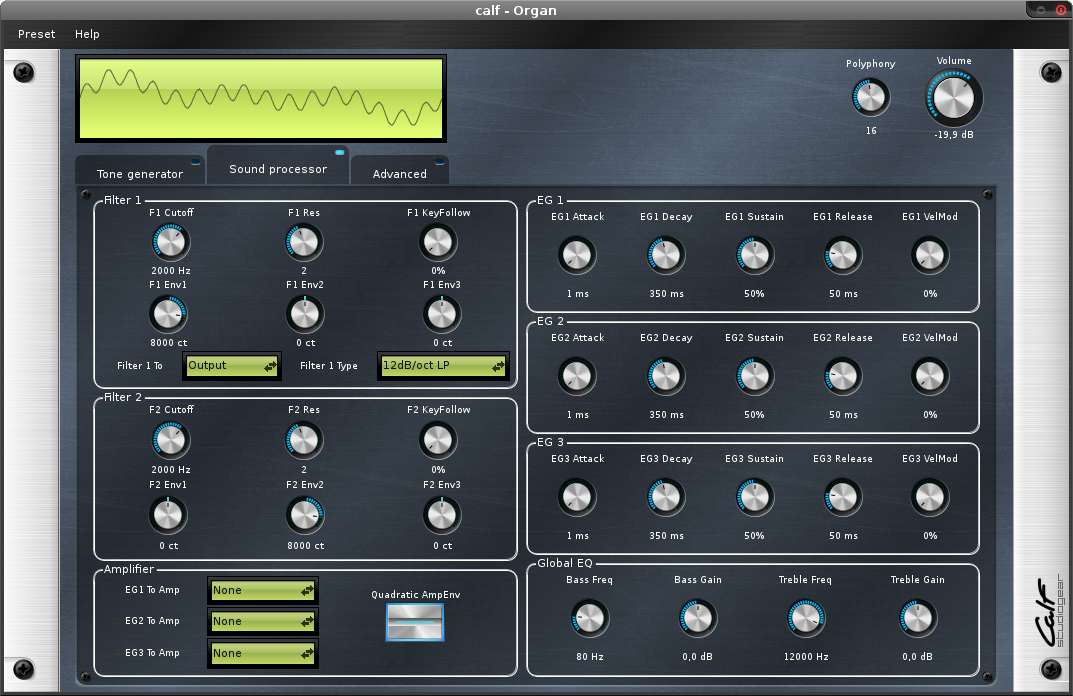 calf - Organ
Preset Help
Polyphony Volume
16 -19,9 dB
Tone generator Sound processor Advanced
Filter 1
F1 Cutoff F1 Res F1 KeyFollow
2000 Hz 2 0%
F1 Env1 F1 Env2 F1 Env3
8000 ct 0 ct 0 ct
Filter 1 To Output Filter 1 Type 12dB/oct LP
Filter 2
F2 Cutoff F2 Res F2 KeyFollow
2000 Hz 2 0%
F2 Env1 F2 Env2 F2 Env3
0 ct 8000 ct 0 ct
Amplifier
EG1 To Amp None
EG2 To Amp None
EG3 To Amp None
Quadratic AmpEnv
EG 1
EG1 Attack EG1 Decay EG1 Sustain EG1 Release EG1 VelMod
1 ms 350 ms 50% 50 ms 0%
EG 2
EG2 Attack EG2 Decay EG2 Sustain EG2 Release EG2 VelMod
1 ms 350 ms 50% 50 ms 0%
EG 3
EG3 Attack EG3 Decay EG3 Sustain EG3 Release EG3 VelMod
1 ms 350 ms 50% 50 ms 0%
Global EQ
Bass Freq Bass Gain Treble Freq Treble Gain
80 Hz 0,0 dB 12000 Hz 0,0 dB
Calf
studiogear